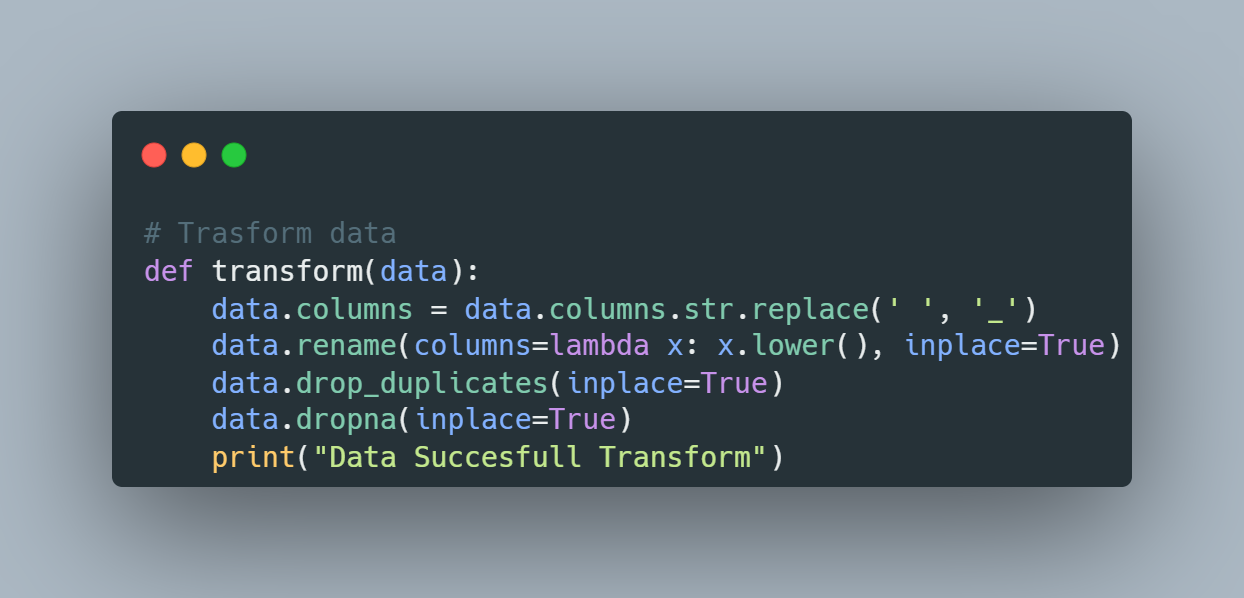 # Trasform data
def transform(data):
    data.columns = data.columns.str.replace(' ', '_')
    data.rename(columns=lambda x: x.lower(), inplace=True)
    data.drop_duplicates(inplace=True)
    data.dropna(inplace=True)
    print("Data Succesfull Transform")